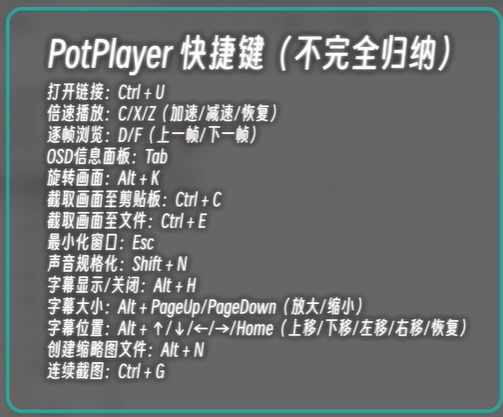 PotPlayer 快捷键（不完全归纳）
打开链接：Ctrl + U
倍速播放：C/X/Z（加速/减速/恢复）
逐帧浏览：D/F（上一帧/下一帧）
OSD信息面板：Tab
旋转画面：Alt + K
截取画面至剪贴板：Ctrl + C
截取画面至文件：Ctrl + E
最小化窗口：Esc
声音规格化：Shift + N
字幕显示/关闭：Alt + H
字幕大小：Alt + PageUp/PageDown（放大/缩小）
字幕位置：Alt + ↑/↓/←/→/Home（上移/下移/左移/右移/恢复）
创建缩略图文件：Alt + N
连续截图：Ctrl + G